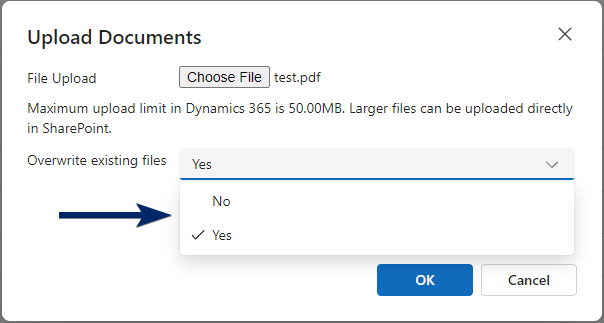 Upload Documents
File Upload Choose File test.pdf
Maximum upload limit in Dynamics 365 is 50.00MB. Larger files can be uploaded directly
in SharePoint.
Overwrite existing files Yes
No
Yes
OK Cancel